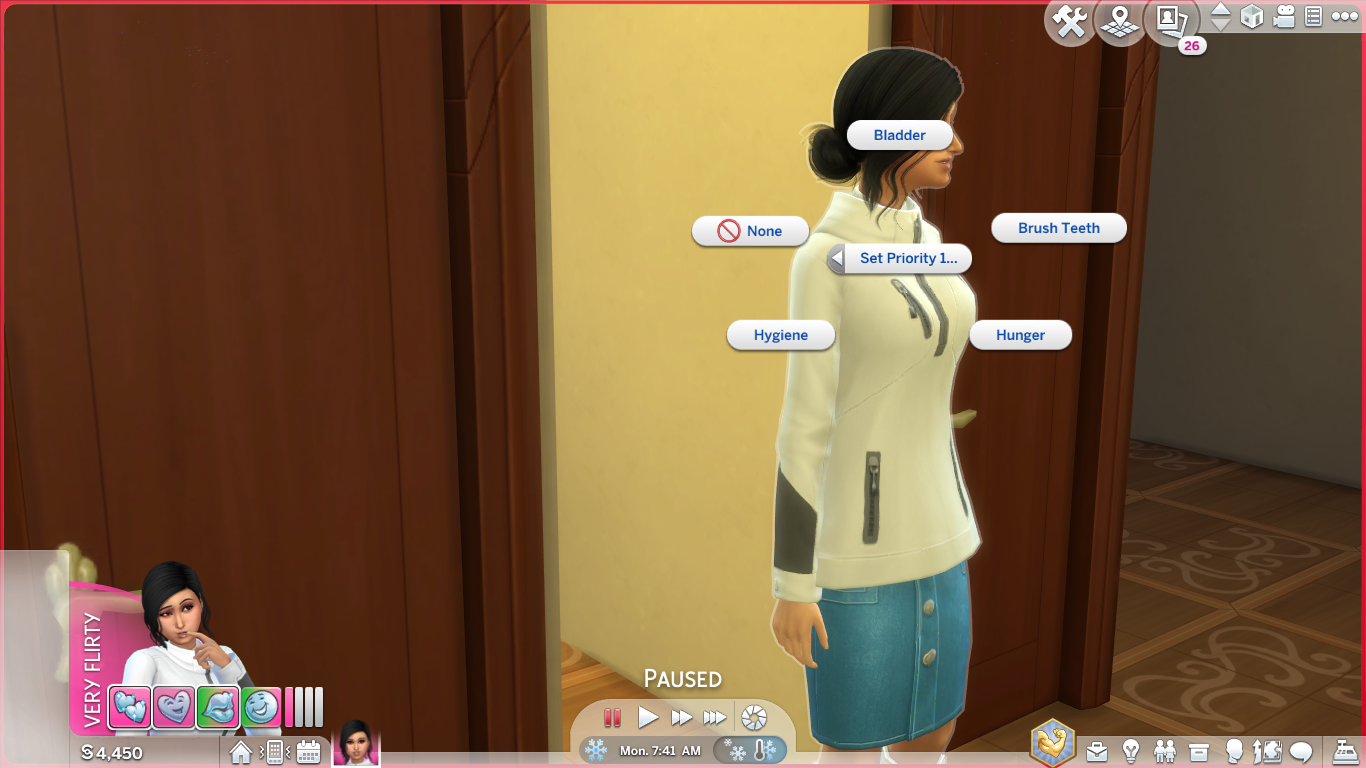 26
Bladder
None
Brush Teeth
Set Priority 1...
Hygiene
Hunger
VERY FLIRTY
PAUSED
§4,450
Mon. 7:41 AM